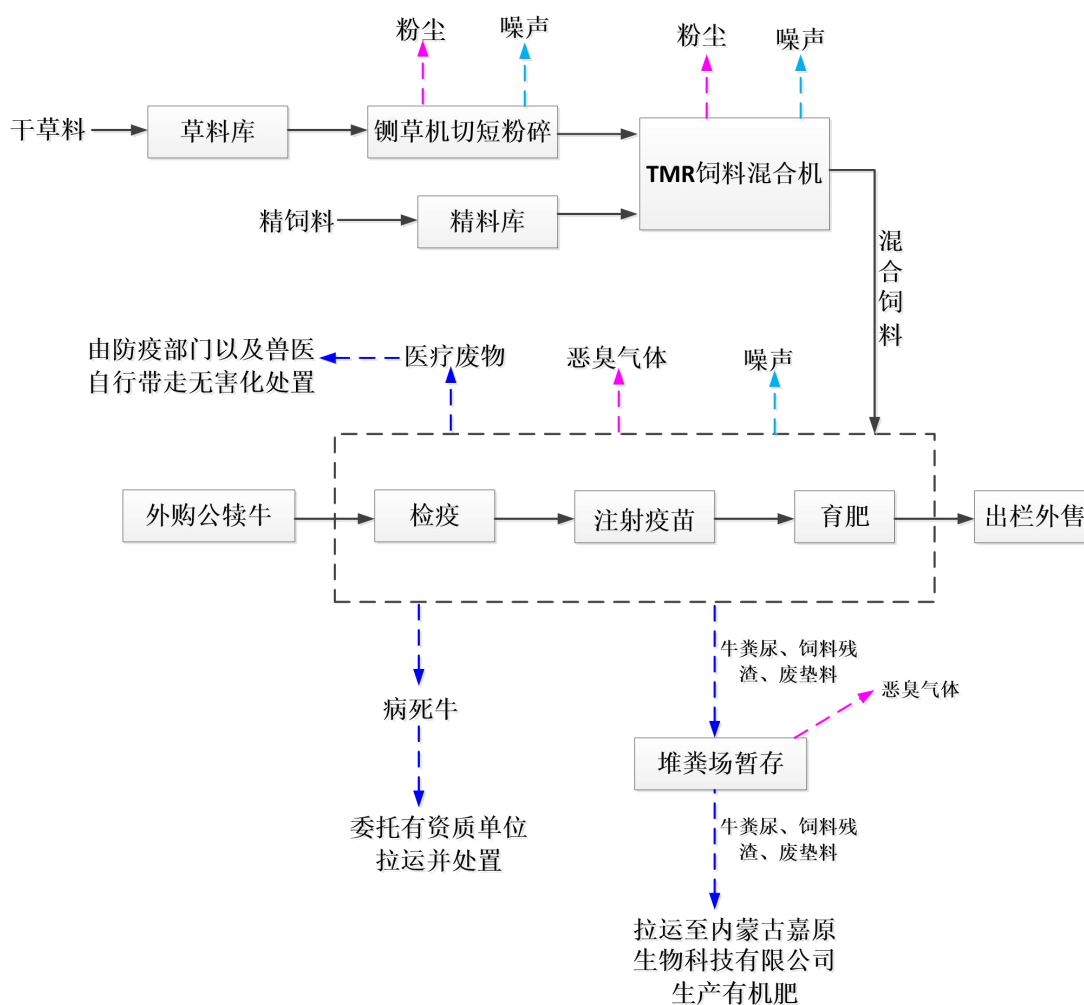 粉尘
噪声
粉尘
噪声
干草料
草料库
铡草机切短粉碎
TMR饲料混合机
精饲料
精料库
混合饲料
由防疫部门以及兽医
自行带走无害化处置
医疗废物
恶臭气体
噪声
外购公犊牛
检疫
注射疫苗
育肥
出栏外售
牛粪尿、饲料残
渣、废垫料
恶臭气体
病死牛
堆粪场暂存
委托有资质单位
拉运并处置
牛粪尿、饲料残
渣、废垫料
拉运至内蒙古嘉原
生物科技有限公司
生产有机肥